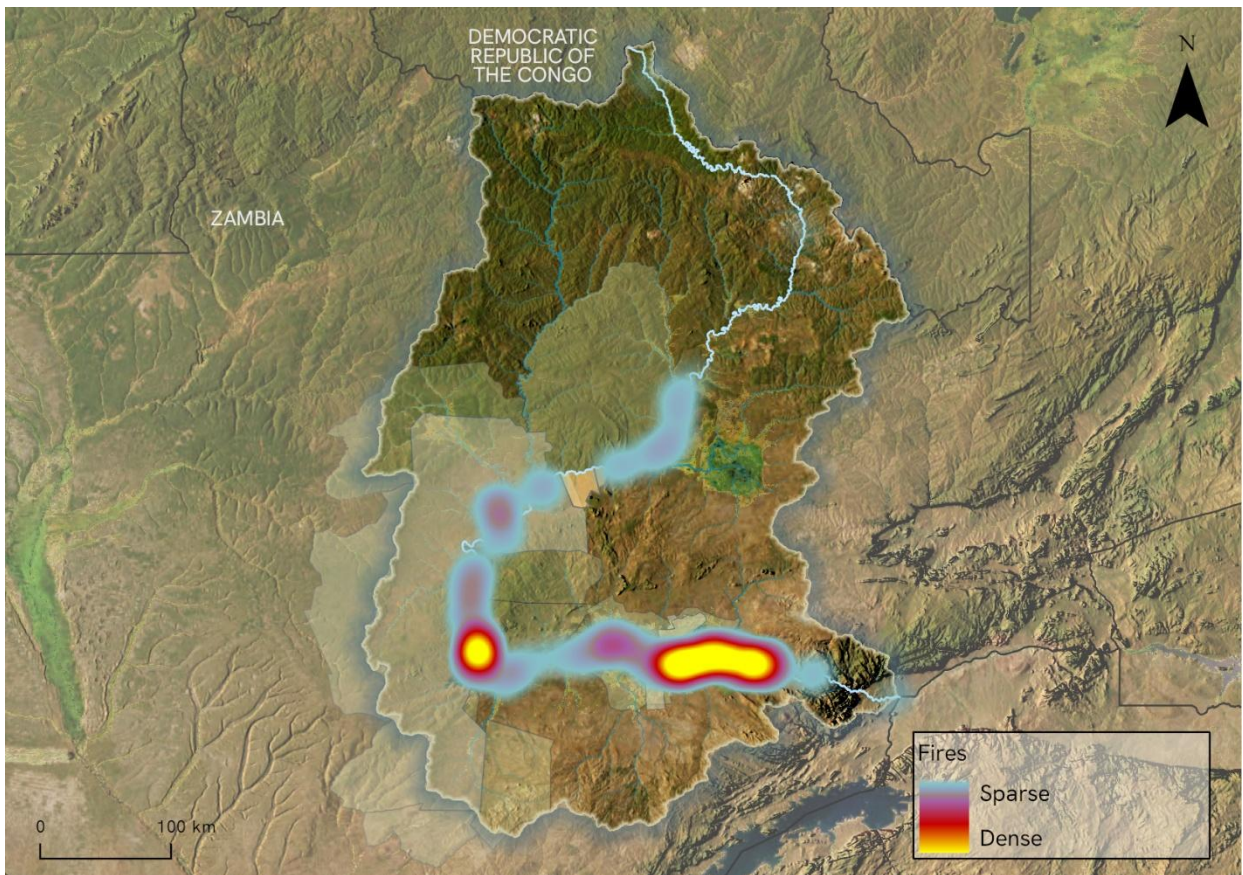 DEMOCRATIC
REPUBLIC OF
THE CONGO
N
ZAMBIA
Fires
Sparse
Dense
0 100 km